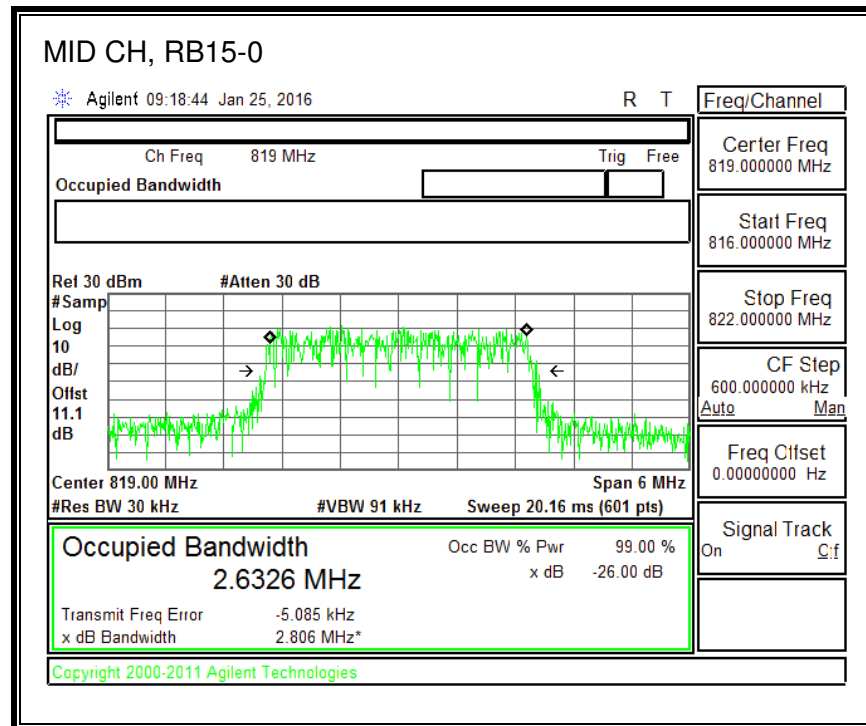 MID CH, RB15-0
Agilent 09:18:44 Jan 25, 2016 R T Freq/Channel
Ch Freq 819 MHz Trig Free
Occupied Bandwidth
Center Freq
819.000000 MHz
Start Freq
816.000000 MHz
Stop Freq
822.000000 MHz
CF Step
600.000000 kHz
Auto Man
Freq Offset
0.00000000 Hz
Signal Track
On Off
Ref 30 dBm #Atten 30 dB
#Samp
Log
10
dB/
Offst
11.1
dB
Center 819.00 MHz Span 6 MHz
#Res BW 30 kHz #VBW 91 kHz Sweep 20.16 ms (601 pts)
Occupied Bandwidth Occ BW % Pwr 99.00 %
2.6326 MHz x dB -26.00 dB
Transmit Freq Error -5.085 kHz
x dB Bandwidth 2.806 MHz*
Copyright 2000-2011 Agilent Technologies